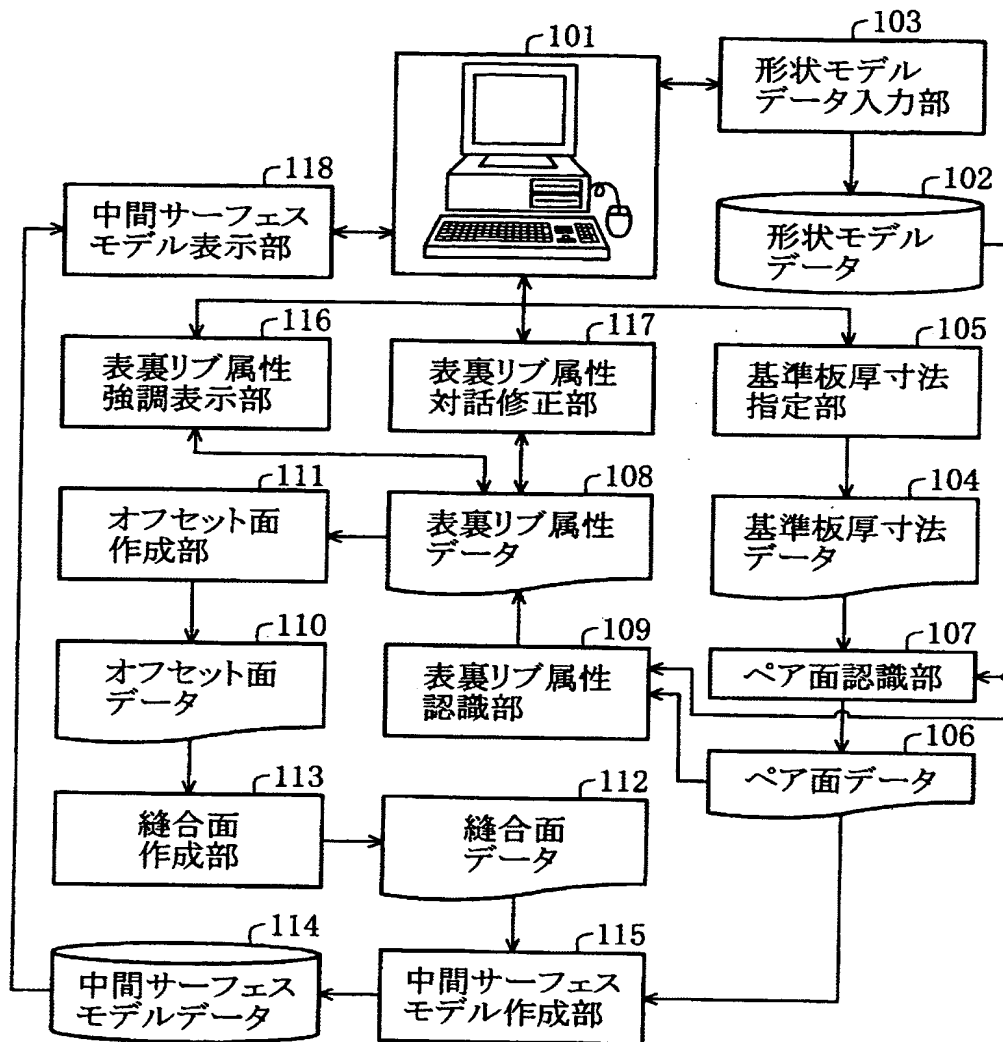 101
103
形状モデル
データ入力部
118
中間サーフェス
モデル表示部
102
形状モデル
データ
116
表裏リブ属性
強調表示部
117
表裏リブ属性
対話修正部
105
基準板厚寸法
指定部
111
オフセット面
作成部
108
表裏リブ属性
データ
104
基準板厚寸法
データ
110
オフセット面
データ
109
表裏リブ属性
認識部
107
ペア面認識部
106
ペア面データ
113
縫合面
作成部
112
縫合面
データ
114
中間サーフェス
モデルデータ
115
中間サーフェス
モデル作成部